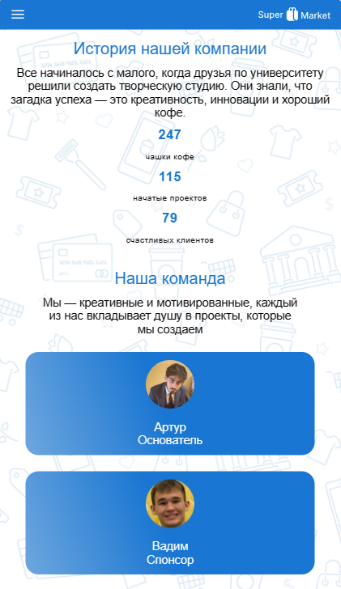 Super Market
История нашей компании
Все начиналось с малого, когда друзья по университету
решили создать творческую студию. Они знали, что
загадка успеха — это креативность, инновации и хороший
кофе.
247
чашки кофе
115
начатые проектов
79
счастливых клиентов
Наша команда
Мы — креативные и мотивированные, каждый
из нас вкладывает душу в проекты, которые
мы создаем
Артур
Основатель
Вадим
Спонсор